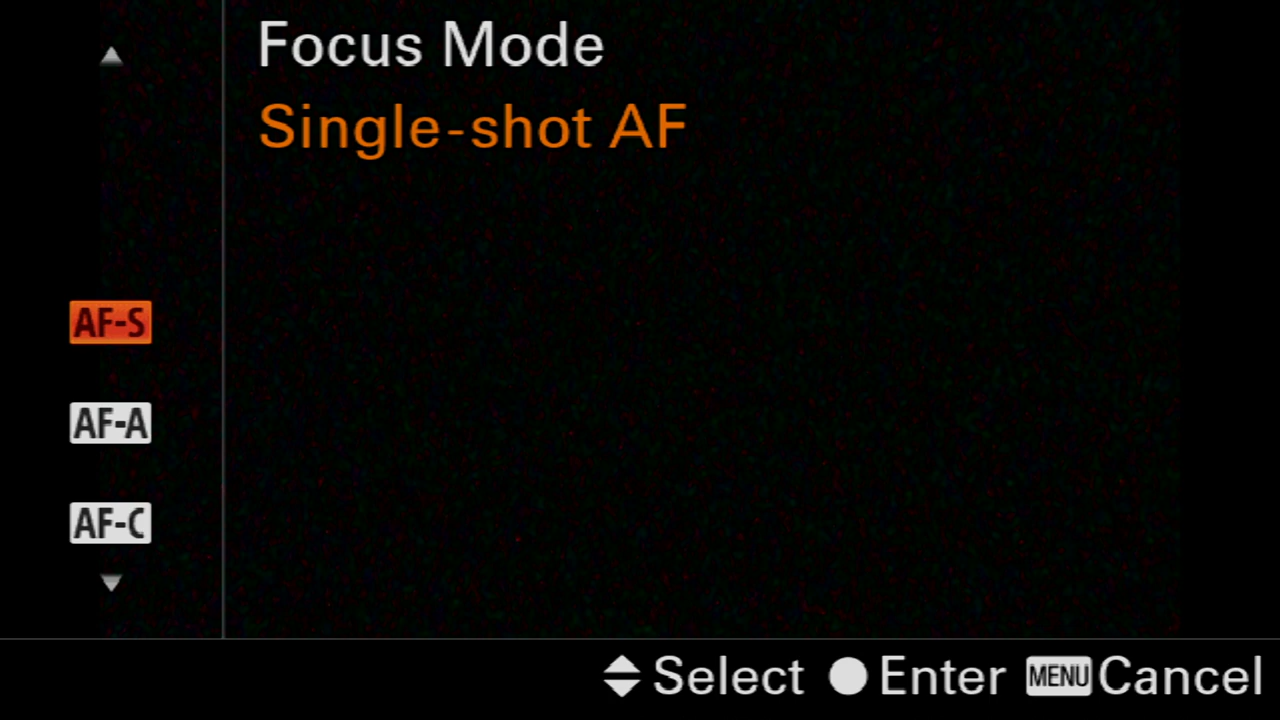 Focus Mode
Single-shot AF
AF-S
AF-A
AF-C
Select Enter MENU Cancel